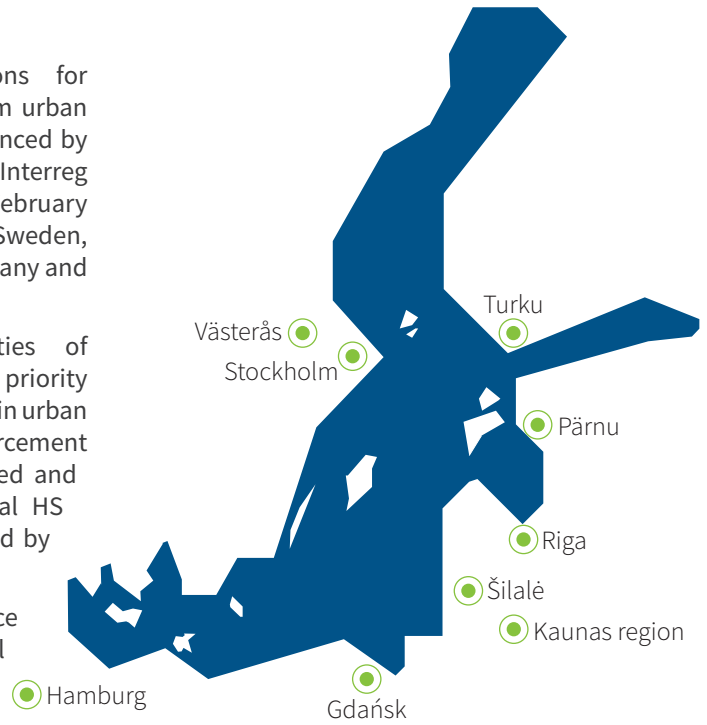 ons for
n urban
nced by
Interreg
ebruary
Sweden,
any and
ties of
priority
in urban
rcement
ed and
al HS
d by
ce
l
Turku
Västerås
Stockholm
Pärnu
Riga
Šilalė
Kaunas region
Hamburg
Gdańsk